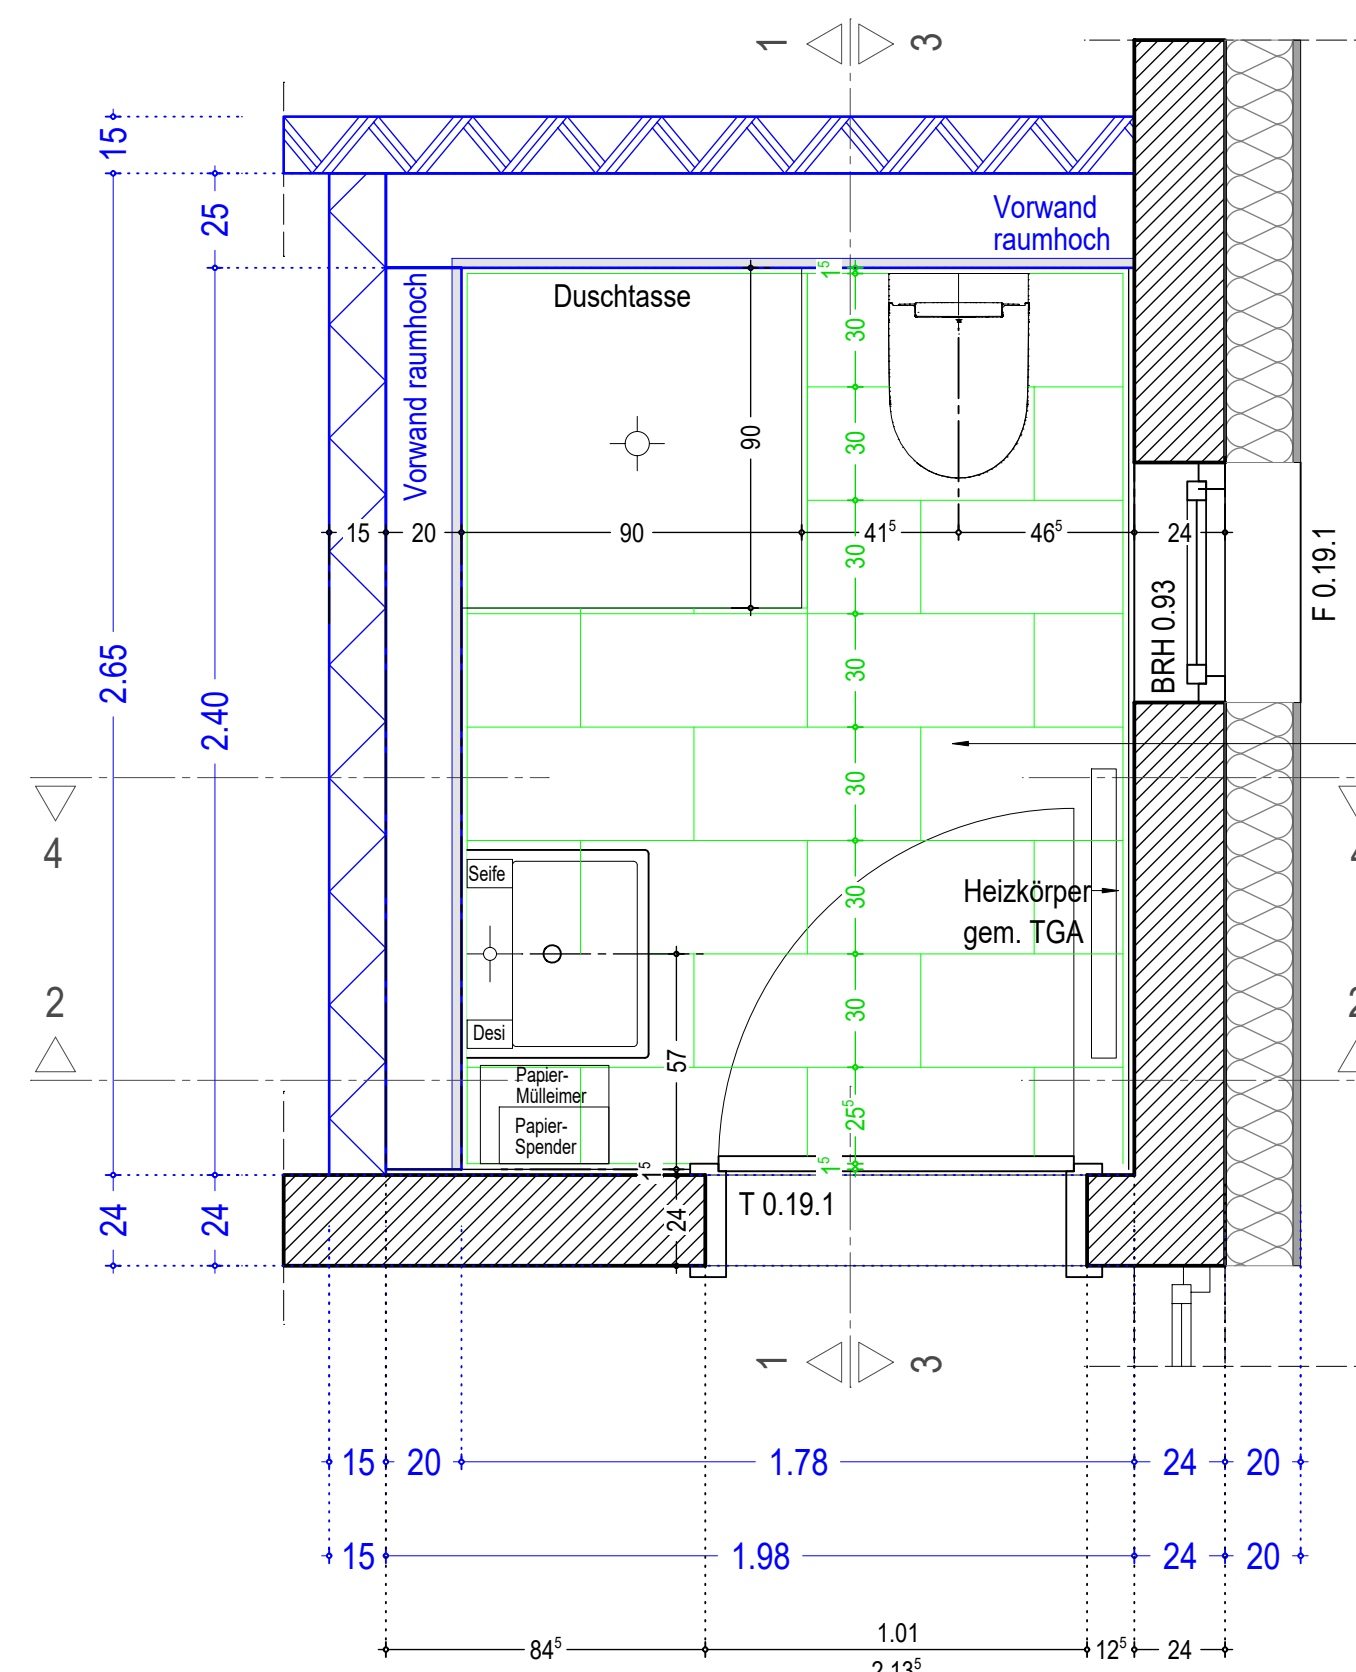 1 3
15
25
Vorwand
raumhoch
Vorwand raumhoch
Duschtasse
1⁵
30
30
90
15 20 90 41⁵ 46⁵ 24
30
F 0.19.1
BRH 0.93
2.65
2.40
30
30
4
Seife
30
Heizkörper
gem. TGA
2
Desi
30
57
Papier-
Mülleimer
Papier-
Spender
25⁵
1⁵
1⁵
24
24
24
T 0.19.1
1 3
15 20 1.78 24 20
15 1.98 24 20
84⁵ 1.01 12⁵ 24
2.13⁵